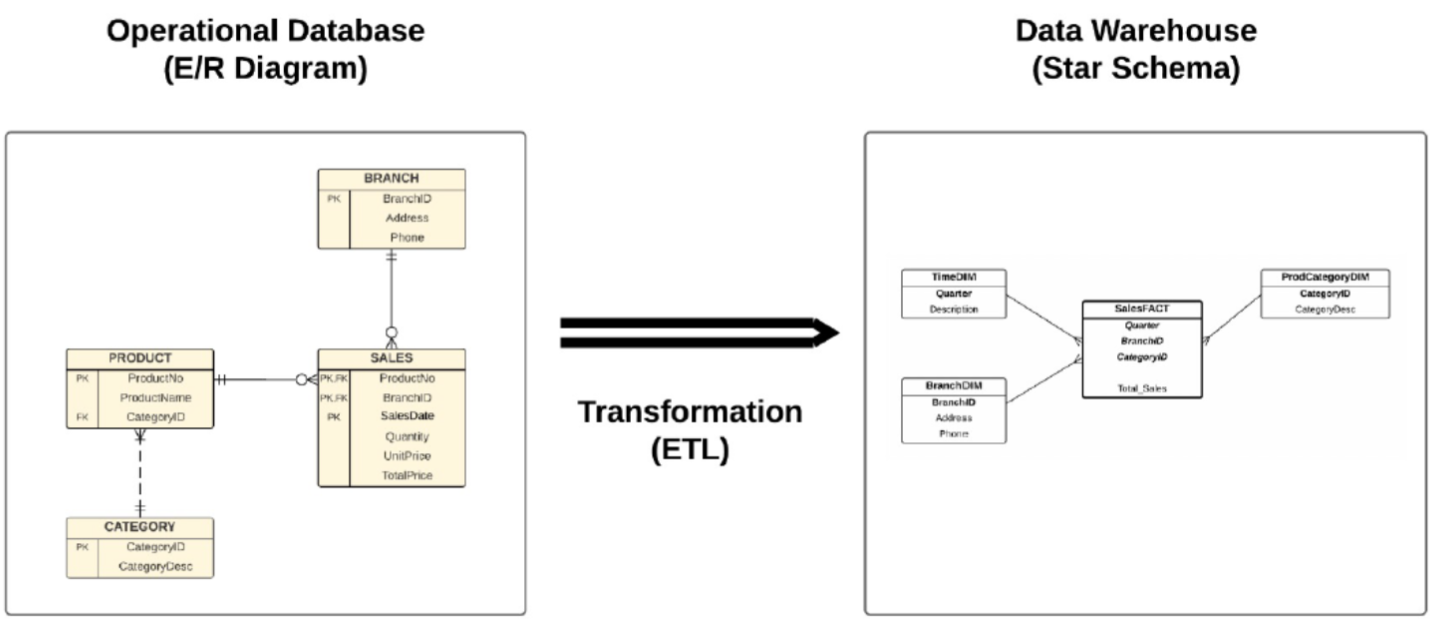 Operational Database
(E/R Diagram)
Data Warehouse
(Star Schema)
BRANCH
PK BranchID
Address
Phone
PRODUCT
PK ProductNo
ProductName
FK CategoryID
SALES
PK,FK ProductNo
PK,FK BranchID
PK SalesDate
Quantity
UnitPrice
TotalPrice
CATEGORY
PK CategoryID
CategoryDesc
Transformation
(ETL)
TimeDIM
Quarter
Description
BranchDIM
BranchID
Address
Phone
SalesFACT
Quarter
BranchID
CategoryID
Total_Sales
ProdCategoryDIM
CategoryID
CategoryDesc